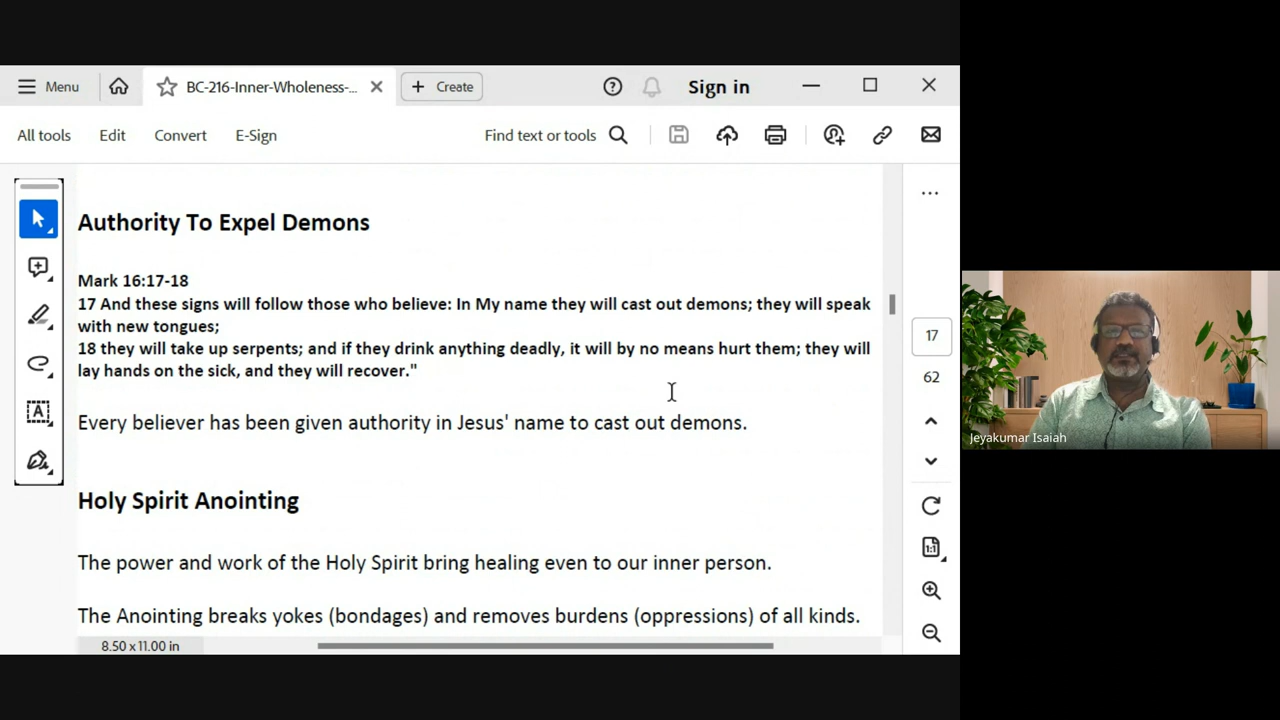 Menu
BC-216-Inner-Wholeness-...
Create
Sign in
All tools
Edit
Convert
E-Sign
Find text or tools
Authority To Expel Demons
Mark 16:17-18
17 And these signs will follow those who believe: In My name they will cast out demons; they will speak
with new tongues;
18 they will take up serpents; and if they drink anything deadly, it will by no means hurt them; they will
lay hands on the sick, and they will recover."
Every believer has been given authority in Jesus' name to cast out demons.
Holy Spirit Anointing
The power and work of the Holy Spirit bring healing even to our inner person.
The Anointing breaks yokes (bondages) and removes burdens (oppressions) of all kinds.
8.50 x 11.00 in
17
62
1:1
Jeyakumar Isaiah